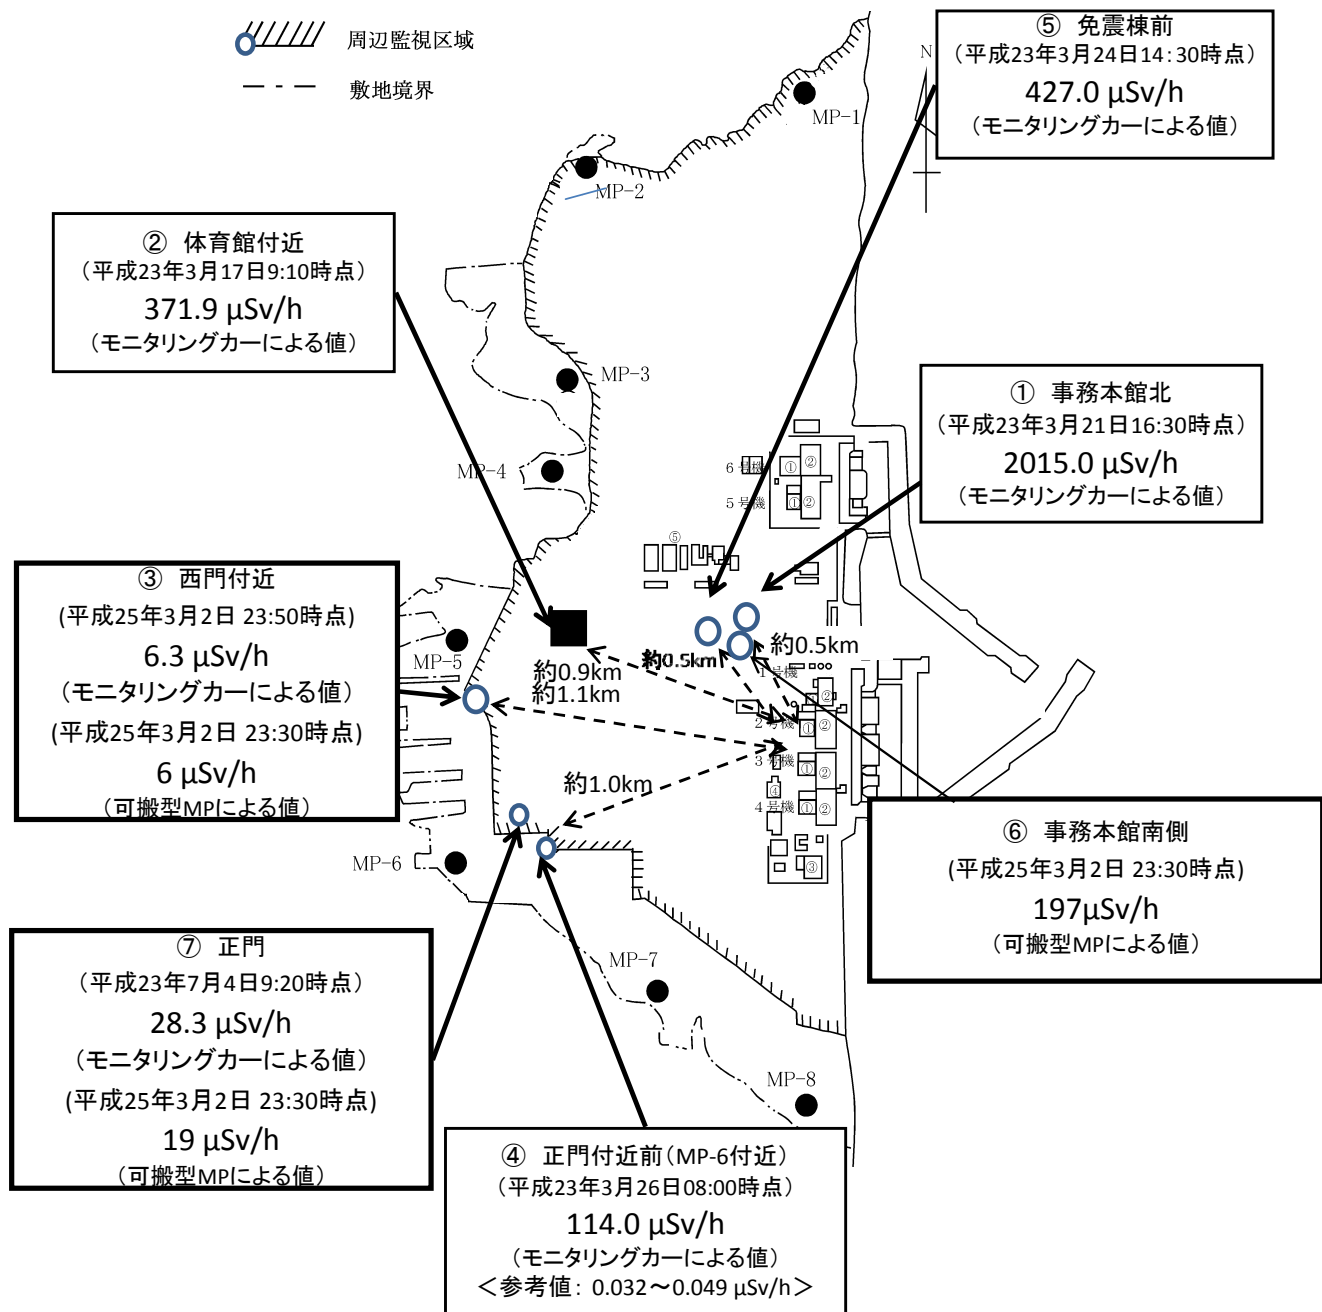 周辺監視区域
敷地境界
⑤ 免震棟前
(平成23年3月24日14:30時点)
427.0 μSv/h
(モニタリングカーによる値)
N
MP-1
MP-2
② 体育館付近
(平成23年3月17日9:10時点)
371.9 μSv/h
(モニタリングカーによる値)
MP-3
① 事務本館北
(平成23年3月21日16:30時点)
2015.0 μSv/h
(モニタリングカーによる値)
MP-4
6号機
① ②
5号機
① ②
⑤
③ 西門付近
(平成25年3月2日 23:50時点)
6.3 μSv/h
(モニタリングカーによる値)
(平成25年3月2日 23:30時点)
6 μSv/h
(可搬型MPによる値)
MP-5
約0.9km
約1.1km
約0.5km
約0.5km
1号機
②
2号機
① ②
3号機
① ②
④
4号機
① ②
③
約1.0km
MP-6
⑥ 事務本館南側
(平成25年3月2日 23:30時点)
197μSv/h
(可搬型MPによる値)
⑦ 正門
(平成23年7月4日9:20時点)
28.3 μSv/h
(モニタリングカーによる値)
(平成25年3月2日 23:30時点)
19 μSv/h
(可搬型MPによる値)
MP-7
MP-8
④ 正門付近前(MP-6付近)
(平成23年3月26日08:00時点)
114.0 μSv/h
(モニタリングカーによる値)
<参考値: 0.032~0.049 μSv/h>